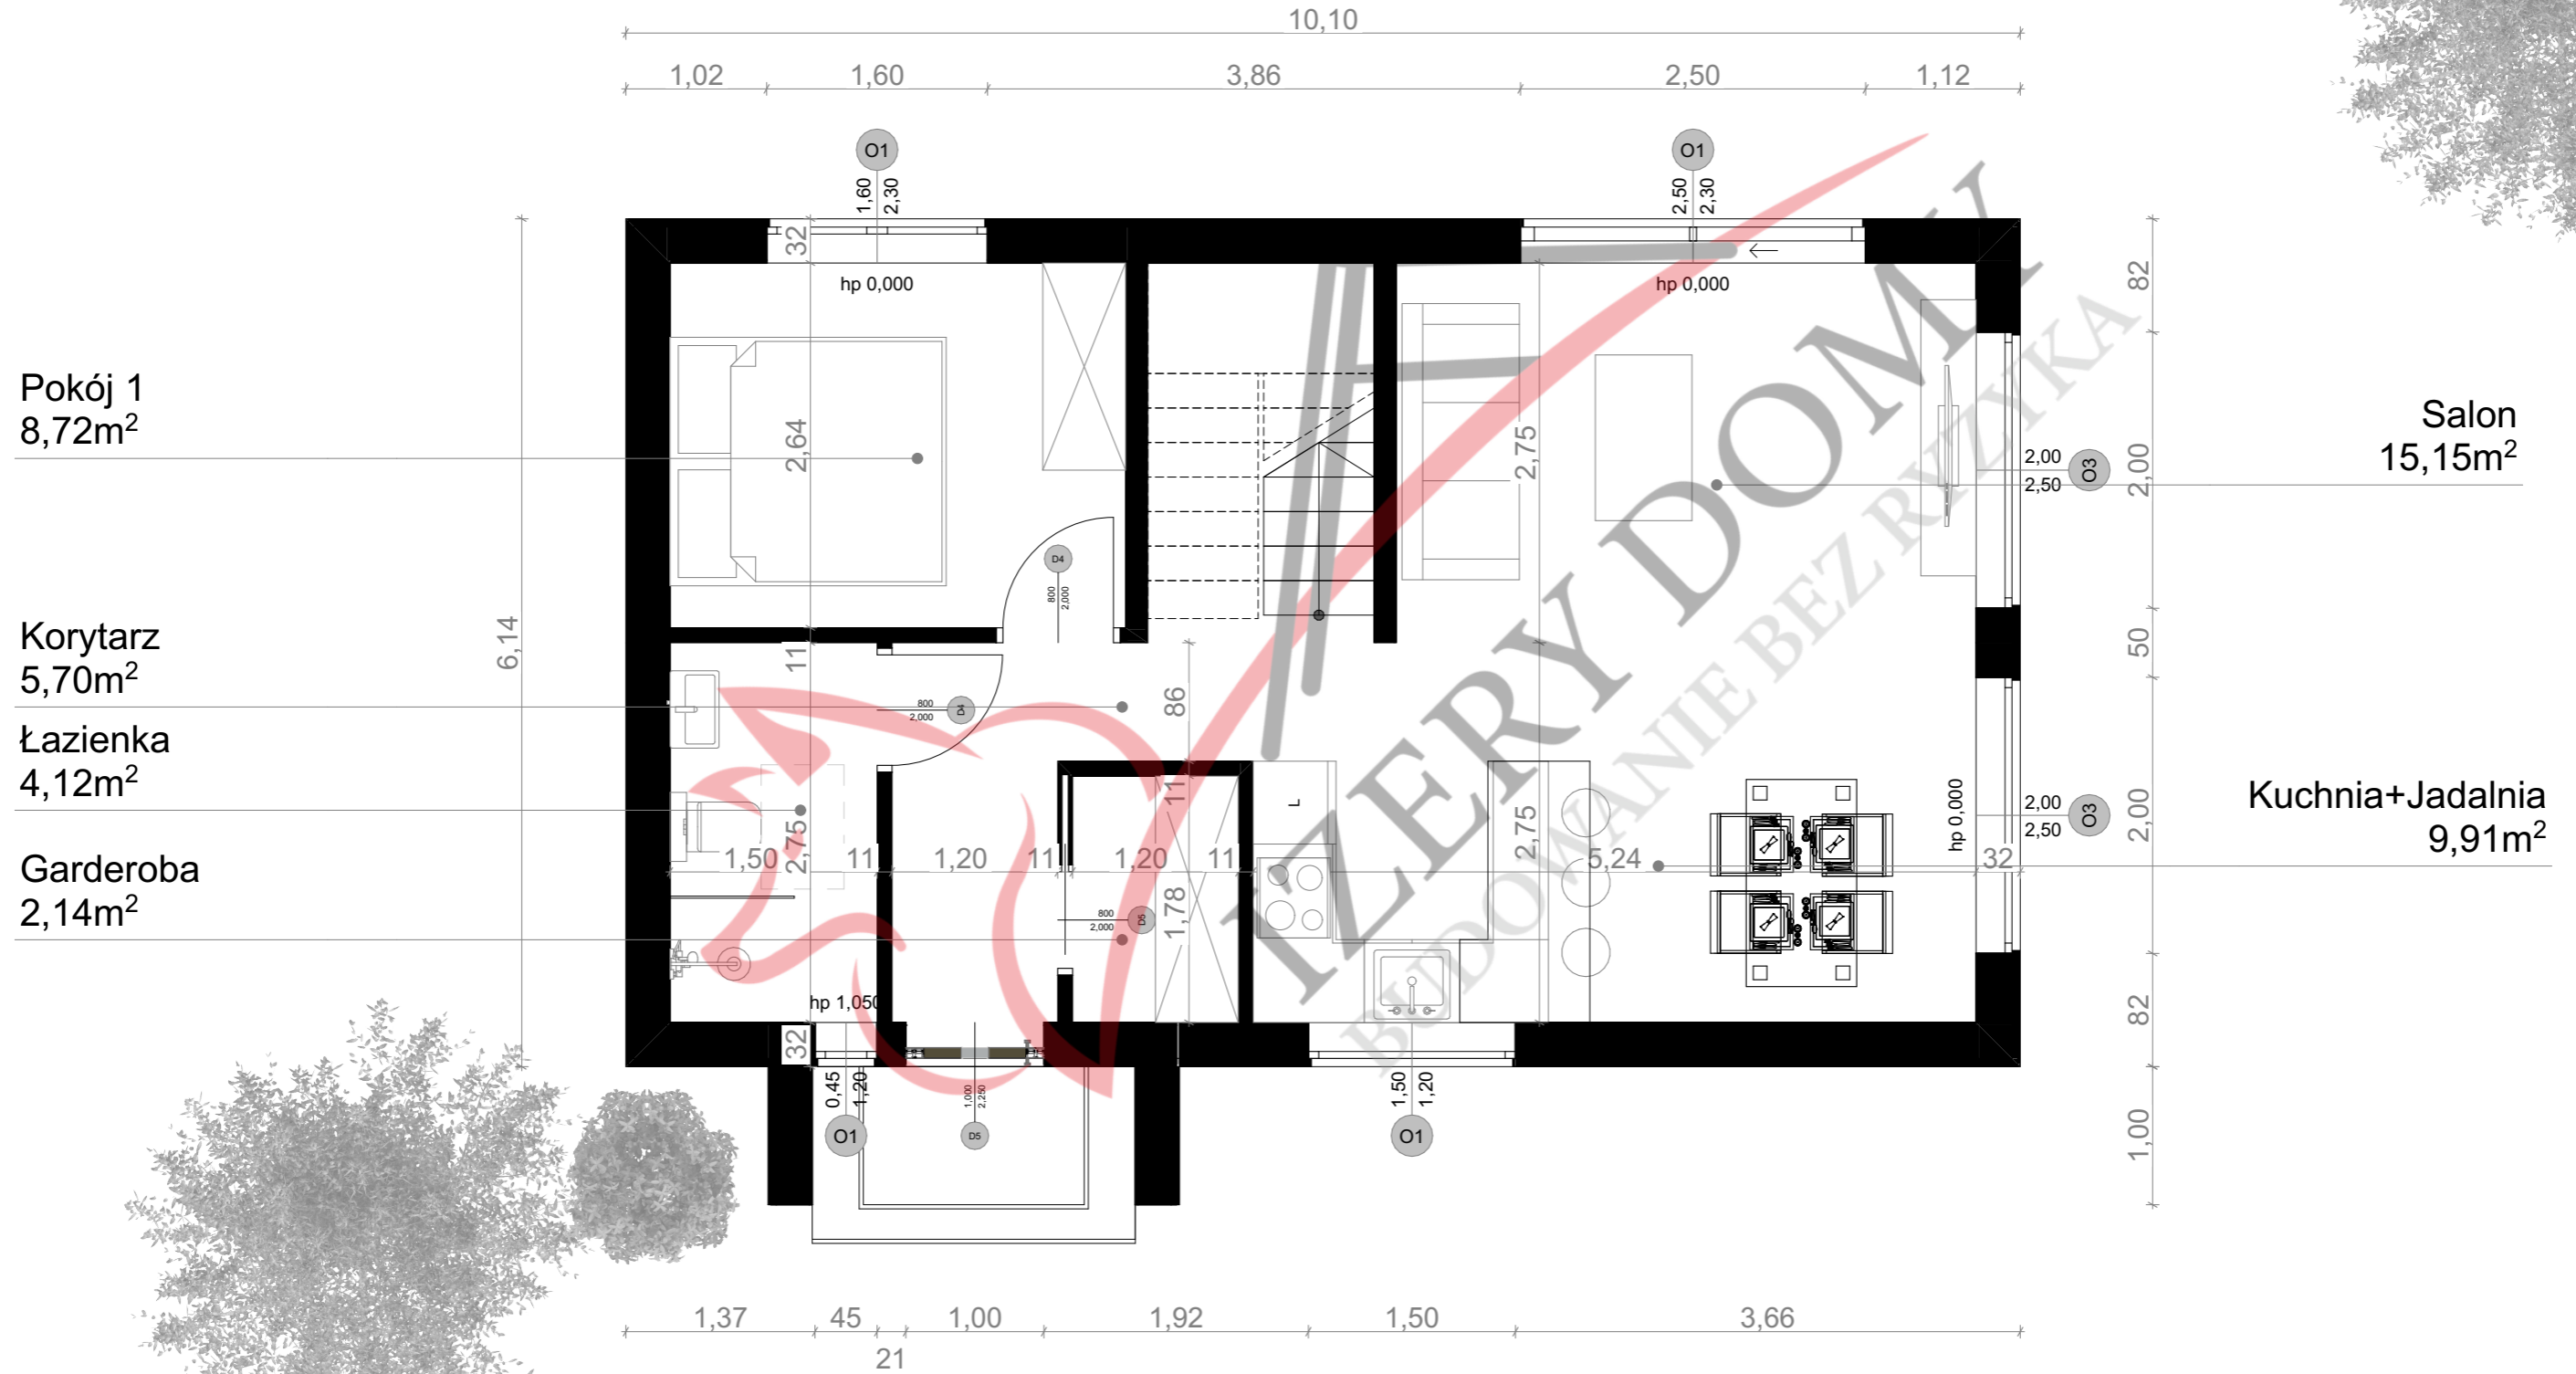 10,10
1,02 1,60 3,86 2,50 1,12
O1 O1
1,60 2,30 2,50 2,30
32
hp 0,000 hp 0,000
82
Pokój 1
8,72m²
2,64
2,75
Salon
15,15m²
2,00
2,50
O3
2,00
D4
800
2,000
6,14
Korytarz
5,70m²
11
50
86
800
2,000
D4
Łazienka
4,12m²
11
L
hp 0,000
2,00
2,50
O3
2,00
Kuchnia+Jadalnia
9,91m²
2,75
2,75
1,50 11 1,20 11 1,20 11 5,24 32
Garderoba
2,14m²
1,78
800
2,000
D5
hp 1,050
82
32
0,45 1,20
1,000 2,250
1,50 1,20
O1 D5 O1
1,00
1,37 45 1,00 1,92 1,50 3,66
21
IZERY DOMY
BUDOWANIE BEZ RYZYKA